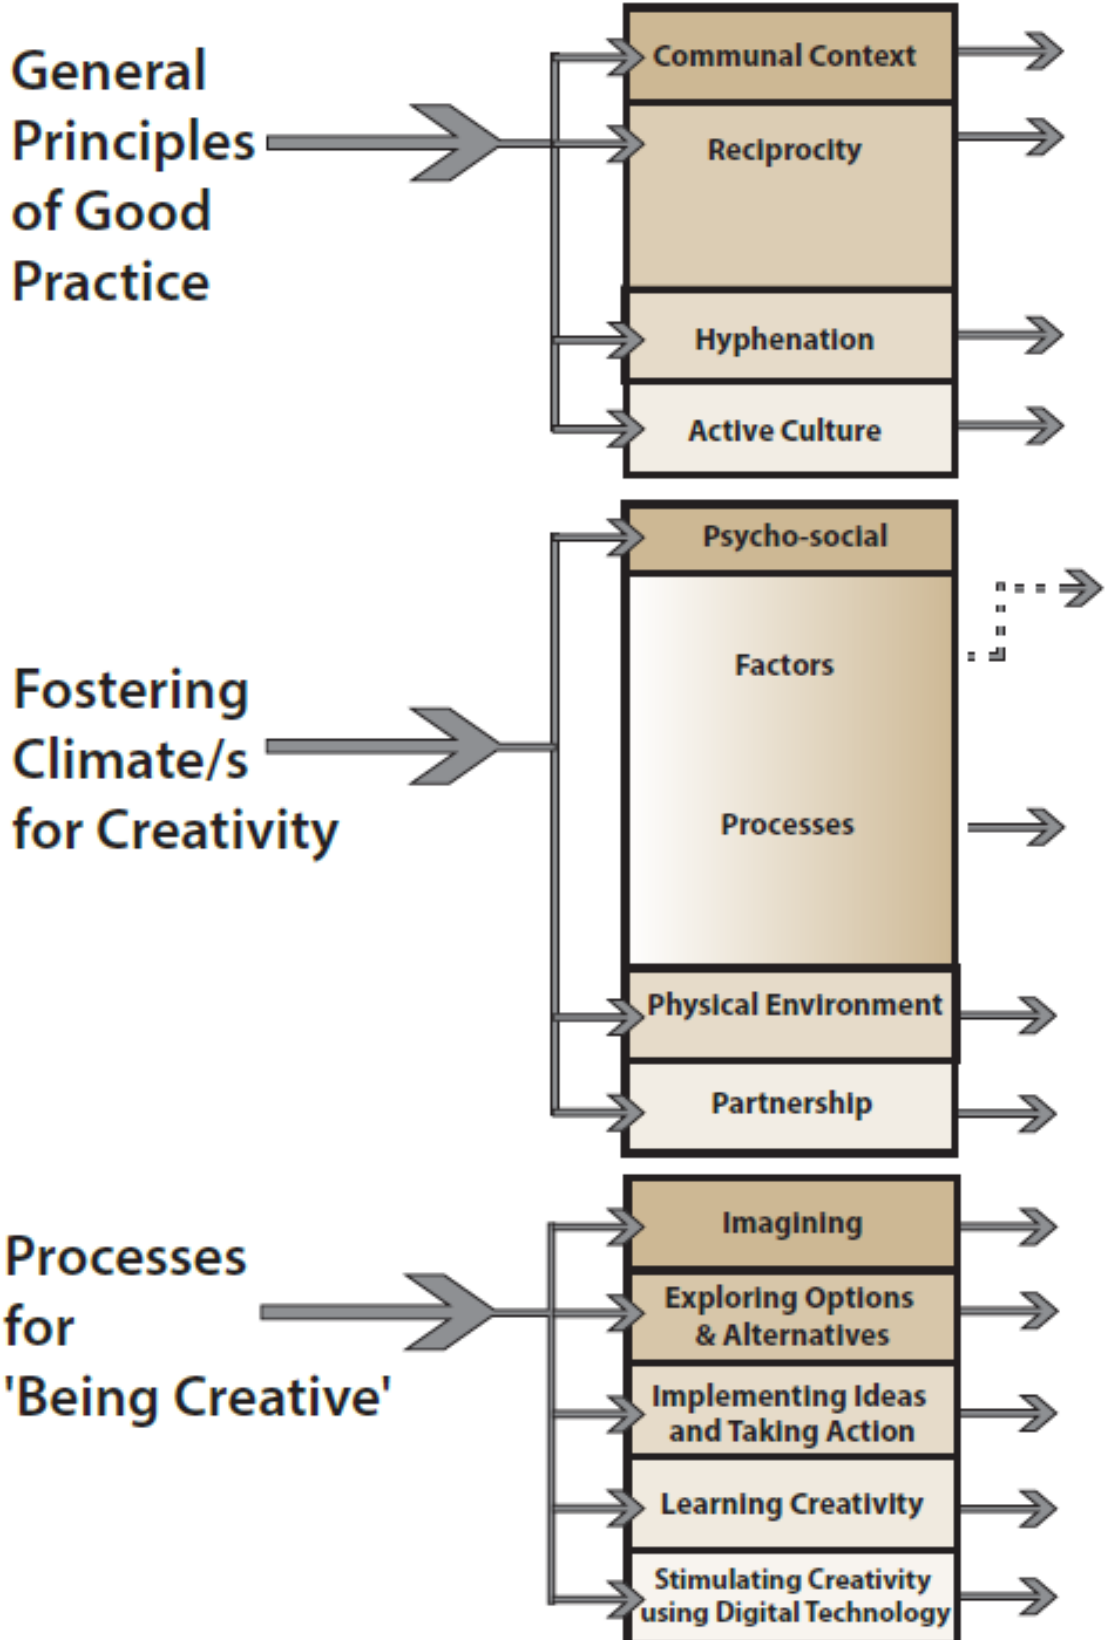 General
Principles
of Good
Practice
Communal Context
Reciprocity
Hyphenation
Active Culture
Fostering
Climate/s
for Creativity
Psycho-social
Factors
Processes
Physical Environment
Partnership
Processes
for
'Being Creative'
Imagining
Exploring Options
& Alternatives
Implementing Ideas
and Taking Action
Learning Creativity
Stimulating Creativity
using Digital Technology